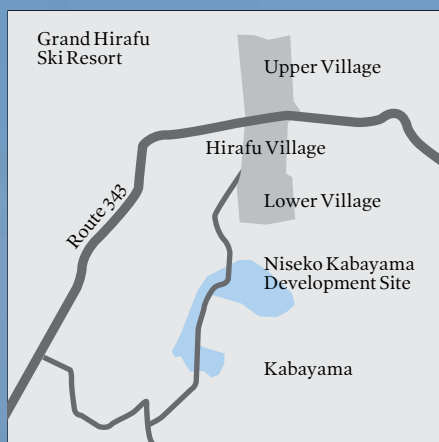 Grand Hirafu
Ski Resort
Upper Village
Hirafu Village
Route 343
Lower Village
Niseko Kabayama
Development Site
Kabayama